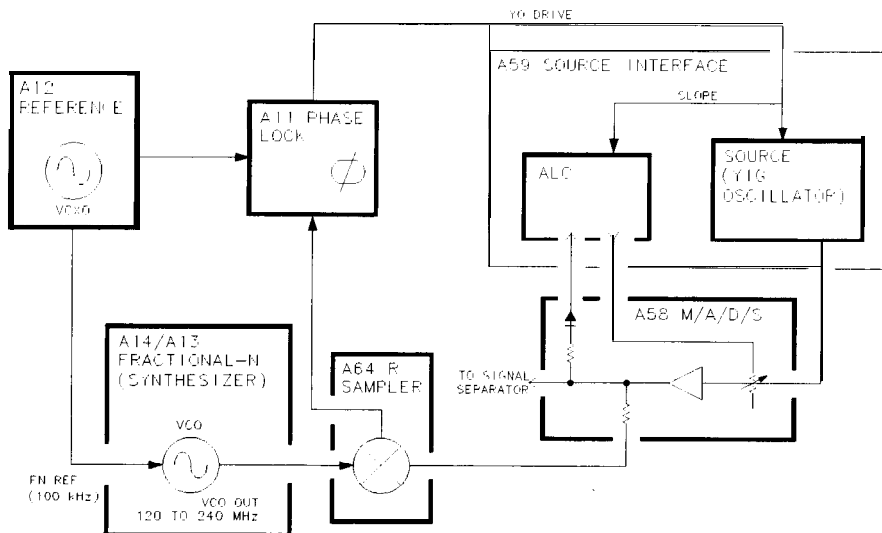 YO DRIVE
A59 SOURCE INTERFACE
SLOPE
A12
REFERENCE
VCXO
A11 PHASE
LOCK
ALC
SOURCE
(YIG
OSCILLATOR)
A58 M/A/D/S
A14/A13
FRACTIONAL-N
(SYNTHESIZER)
VCO
A64 R
SAMPLER
TO SIGNAL
SEPARATOR
FN REF
(100 kHz)
VCO OUT
120 TO 240 MHz